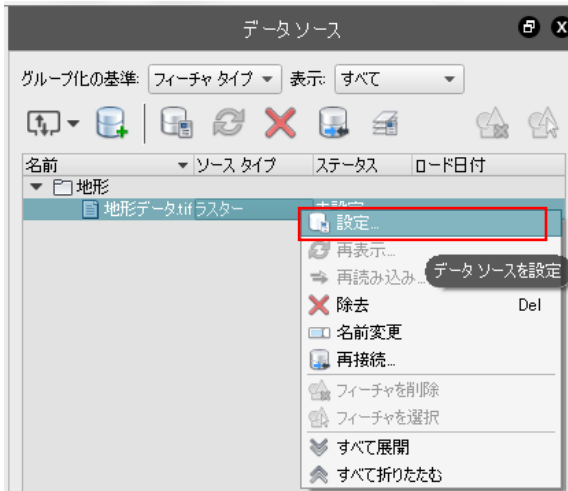 データ ソース
グループ化の基準: フィーチャ タイプ 表示: すべて
名前 ソース タイプ ステータス ロード日付
地形
地形データ.tif ラスター 未設定
設定...
再表示...
再読み込み...
データ ソースを設定
除去 Del
名前変更
再接続...
フィーチャを削除
フィーチャを選択
すべて展開
すべて折りたたむ